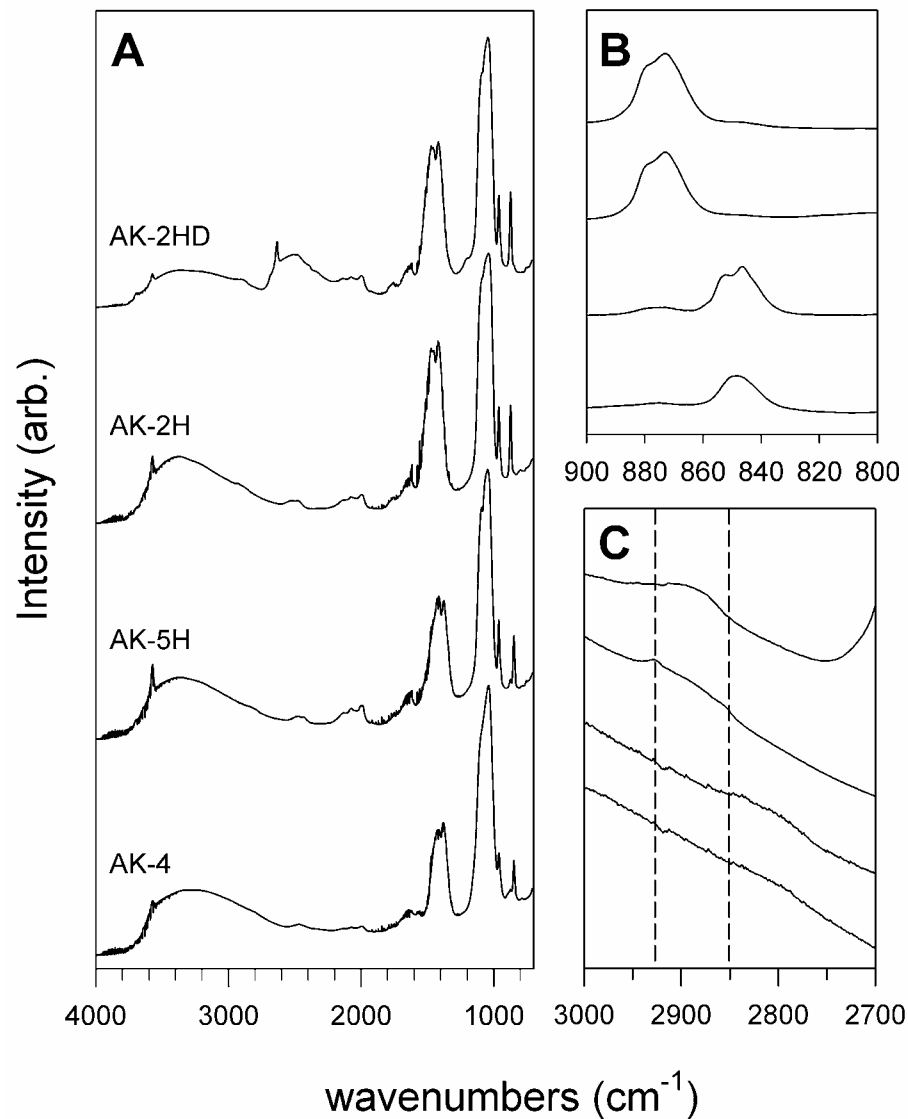 A
AK-2HD
AK-2H
AK-5H
AK-4
4000 3000 2000 1000
B
900 880 860 840 820 800
C
3000 2900 2800 2700
Intensity (arb.)
wavenumbers (cm⁻¹)